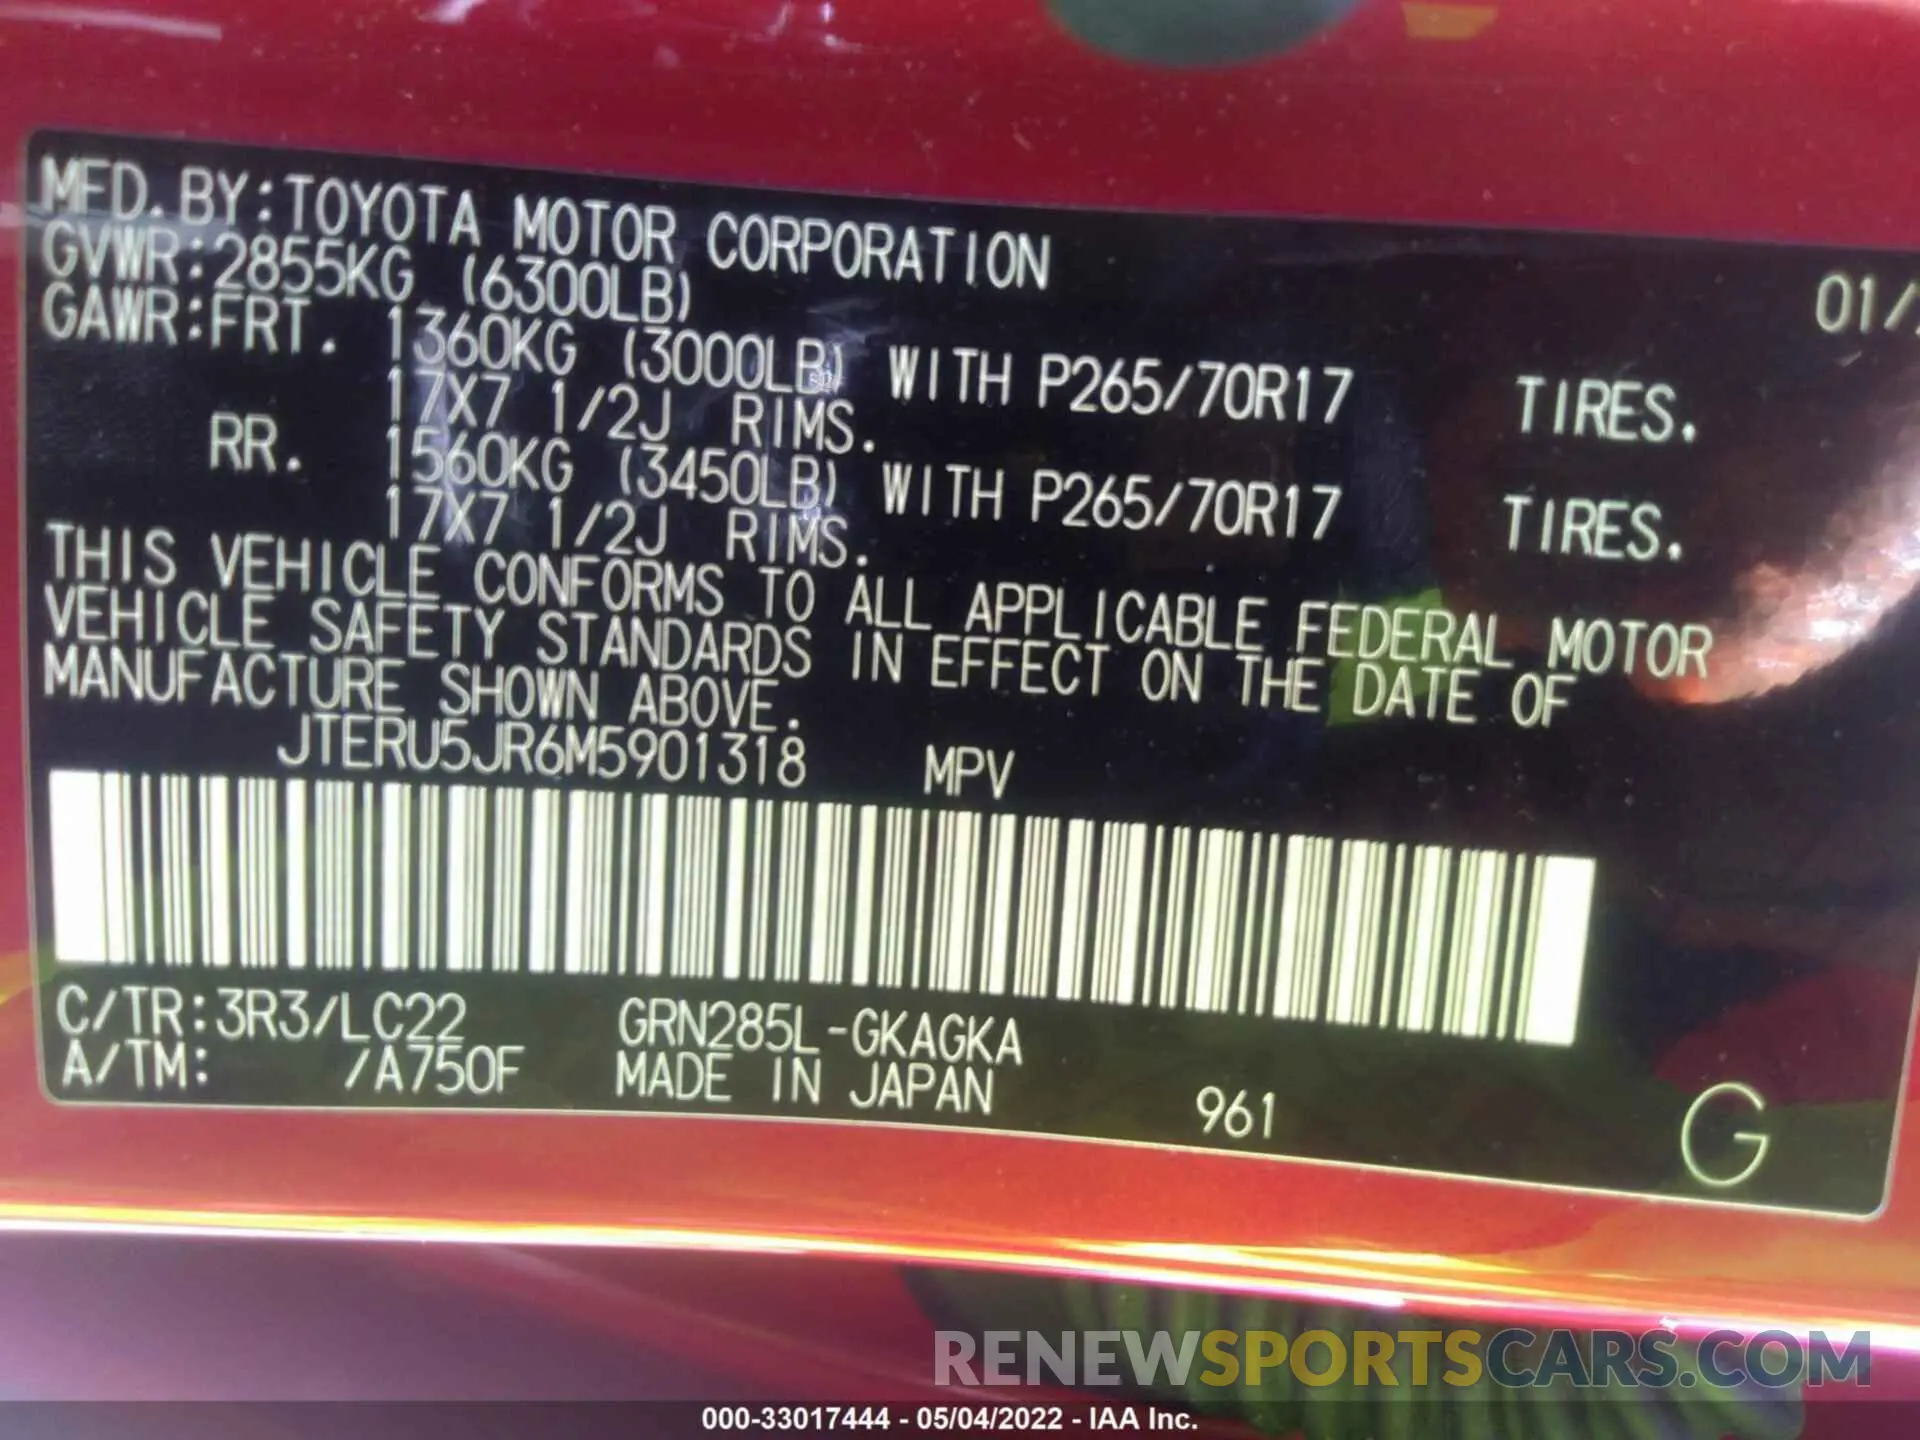 MFD.BY:TOYOTA MOTOR CORPORATION 01/
GVWR:2855KG (6300LB)
GAWR:FRT. 1360KG (3000LB) WITH P265/70R17 TIRES.
17X7 1/2J RIMS.
RR. 1560KG (3450LB) WITH P265/70R17 TIRES.
17X7 1/2J RIMS.
THIS VEHICLE CONFORMS TO ALL APPLICABLE FEDERAL MOTOR
VEHICLE SAFETY STANDARDS IN EFFECT ON THE DATE OF
MANUFACTURE SHOWN ABOVE.
JTERU5JR6M5901318 MPV
C/TR:3R3/LC22 GRN285L-GKAGKA
A/TM: /A750F MADE IN JAPAN 961 G
RENEWSPORTSCARS.COM
000-33017444 - 05/04/2022 - IAA Inc.